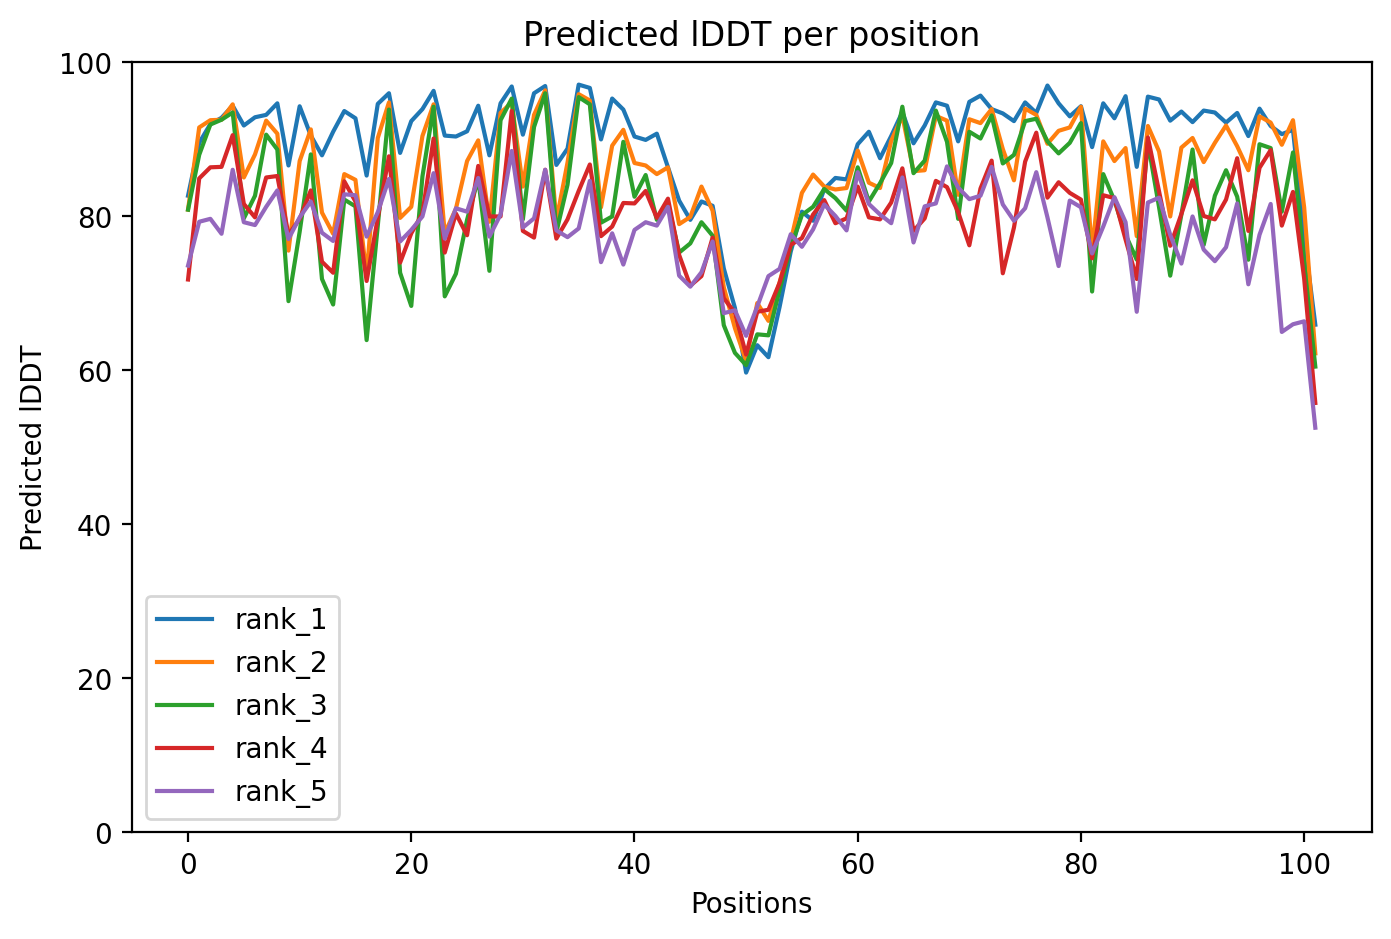 Predicted lDDT per position
100
80
60
40
20
0
Predicted lDDT
rank_1
rank_2
rank_3
rank_4
rank_5
0 20 40 60 80 100
Positions